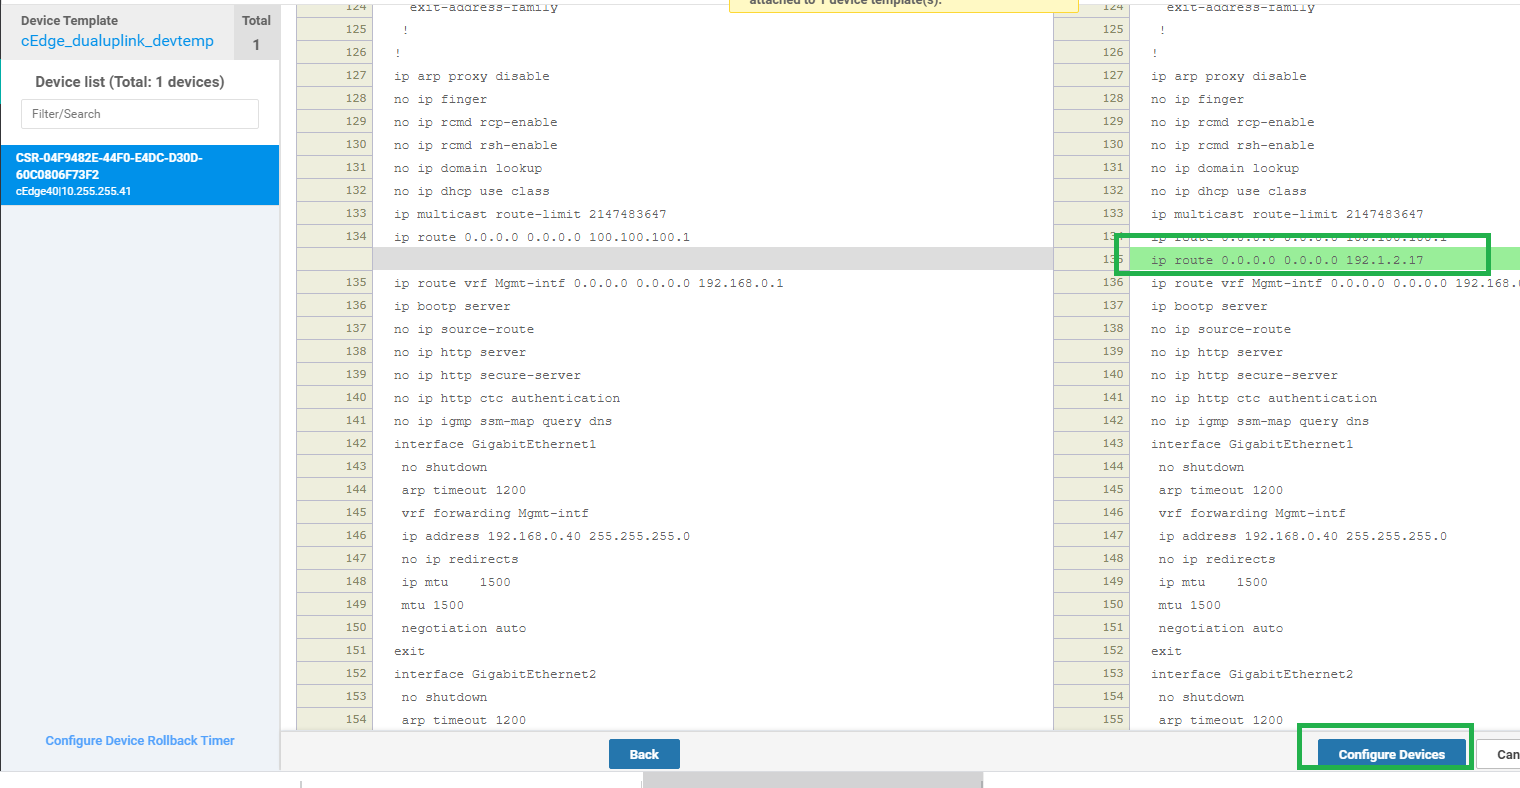 Device Template
cEdge_dualuplink_devtemp
Total
1
Device list (Total: 1 devices)
Filter/Search
CSR-04F9482E-44F0-E4DC-D30D-
60C0806F73F2
cEdge40|10.255.255.41
Configure Device Rollback Timer
attached to 1 device template(s).
124 exit-address-family
125 !
126 !
127 ip arp proxy disable
128 no ip finger
129 no ip rcmd rcp-enable
130 no ip rcmd rsh-enable
131 no ip domain lookup
132 no ip dhcp use class
133 ip multicast route-limit 2147483647
134 ip route 0.0.0.0 0.0.0.0 100.100.100.1
135 ip route vrf Mgmt-intf 0.0.0.0 0.0.0.0 192.168.0.1
136 ip bootp server
137 no ip source-route
138 no ip http server
139 no ip http secure-server
140 no ip http ctc authentication
141 no ip igmp ssm-map query dns
142 interface GigabitEthernet1
143 no shutdown
144 arp timeout 1200
145 vrf forwarding Mgmt-intf
146 ip address 192.168.0.40 255.255.255.0
147 no ip redirects
148 ip mtu 1500
149 mtu 1500
150 negotiation auto
151 exit
152 interface GigabitEthernet2
153 no shutdown
154 arp timeout 1200
124 exit-address-family
125 !
126 !
127 ip arp proxy disable
128 no ip finger
129 no ip rcmd rcp-enable
130 no ip rcmd rsh-enable
131 no ip domain lookup
132 no ip dhcp use class
133 ip multicast route-limit 2147483647
134 ip route 0.0.0.0 0.0.0.0 100.100.100.1
135 ip route 0.0.0.0 0.0.0.0 192.1.2.17
136 ip route vrf Mgmt-intf 0.0.0.0 0.0.0.0 192.168.
137 ip bootp server
138 no ip source-route
139 no ip http server
140 no ip http secure-server
141 no ip http ctc authentication
142 no ip igmp ssm-map query dns
143 interface GigabitEthernet1
144 no shutdown
145 arp timeout 1200
146 vrf forwarding Mgmt-intf
147 ip address 192.168.0.40 255.255.255.0
148 no ip redirects
149 ip mtu 1500
150 mtu 1500
151 negotiation auto
152 exit
153 interface GigabitEthernet2
154 no shutdown
155 arp timeout 1200
Back
Configure Devices
Can